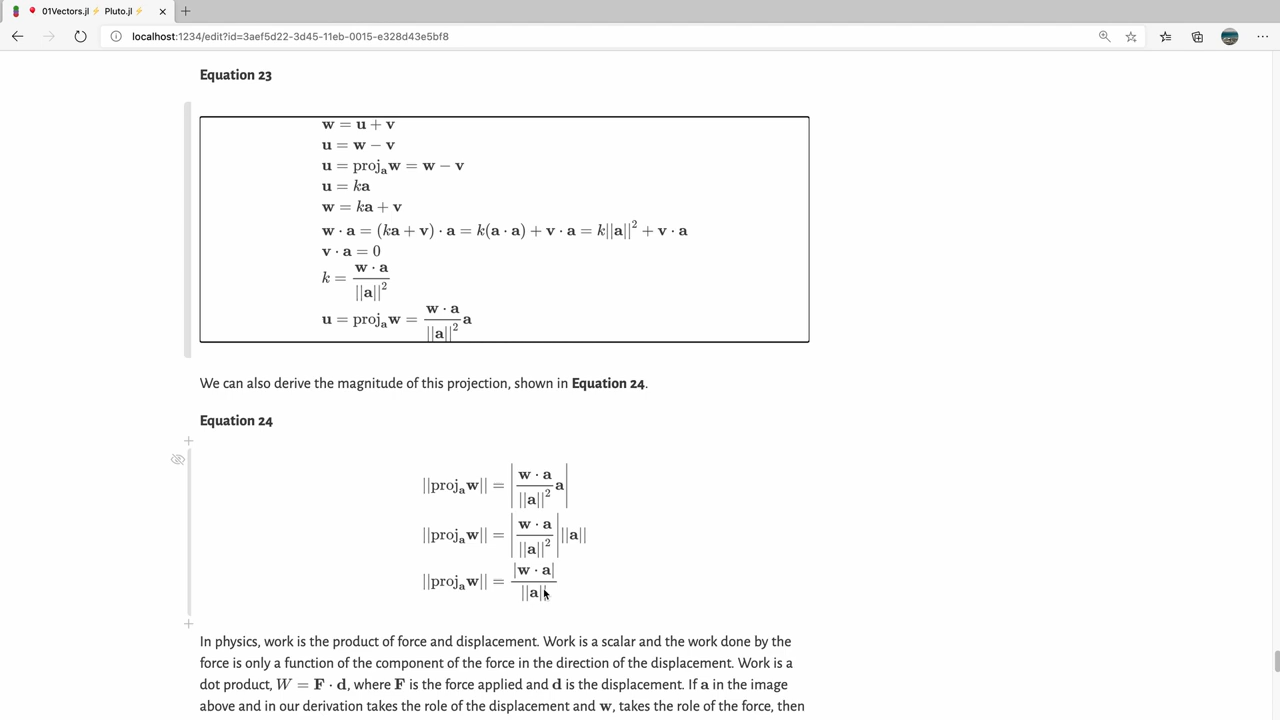 01Vectors.jl⚡ Pluto.jl⚡
localhost:1234/edit?id=3aef5d22-3d45-11eb-0015-e328d43e5bf8
Equation 23
w = u + v
u = w − v
u = projₐw = w − v
u = ka
w = ka + v
w · a = (ka + v) · a = k(a · a) + v · a = k||a||² + v · a
v · a = 0
k = w · a / ||a||²
u = projₐw = w · a / ||a||² a
We can also derive the magnitude of this projection, shown in Equation 24.
Equation 24
||projₐw|| = | w · a / ||a||² a |
||projₐw|| = | w · a / ||a||² | ||a||
||projₐw|| = |w · a| / ||a||
In physics, work is the product of force and displacement. Work is a scalar and the work done by the
force is only a function of the component of the force in the direction of the displacement. Work is a
dot product, W = F · d, where F is the force applied and d is the displacement. If a in the image
above and in our derivation takes the role of the displacement and w, takes the role of the force, then